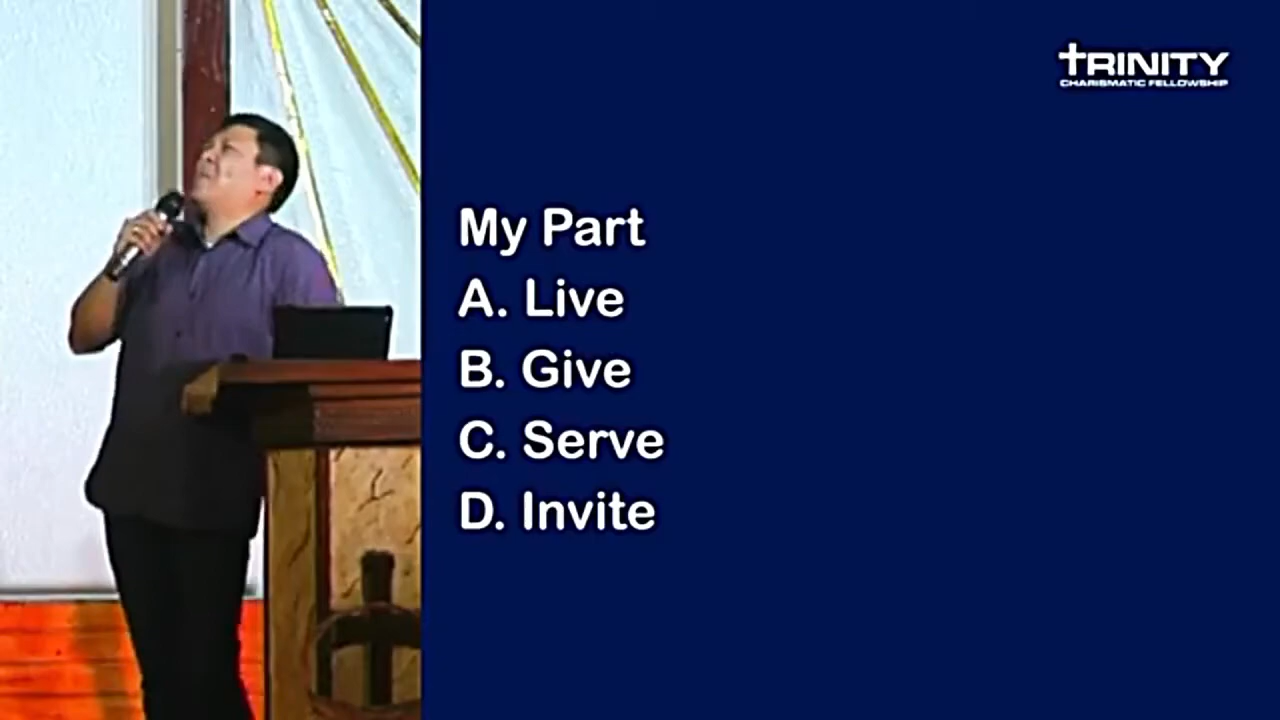 TRINITY
CHARISMATIC FELLOWSHIP
My Part
A. Live
B. Give
C. Serve
D. Invite